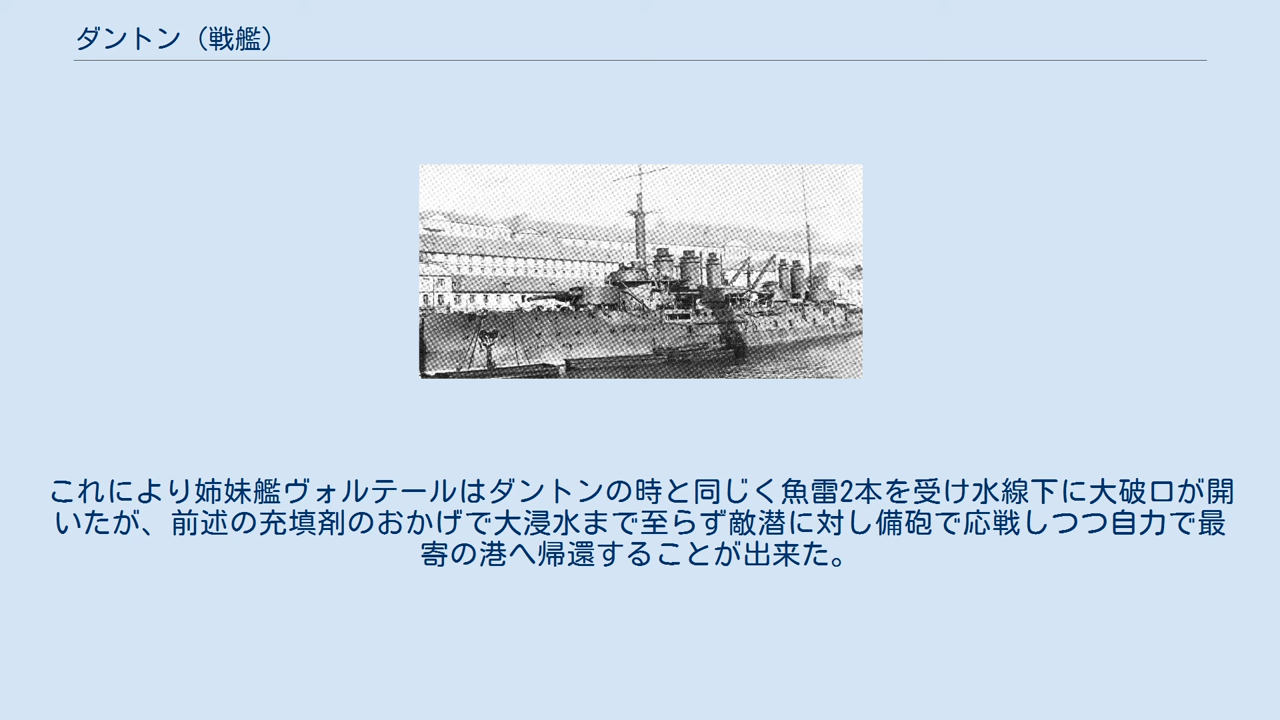 ダントン（戦艦）
これにより姉妹艦ヴォルテールはダントンの時と同じく魚雷2本を受け水線下に大破口が開
いたが、前述の充填剤のおかげで大浸水まで至らず敵潜に対し備砲で応戦しつつ自力で最
寄の港へ帰還することが出来た。